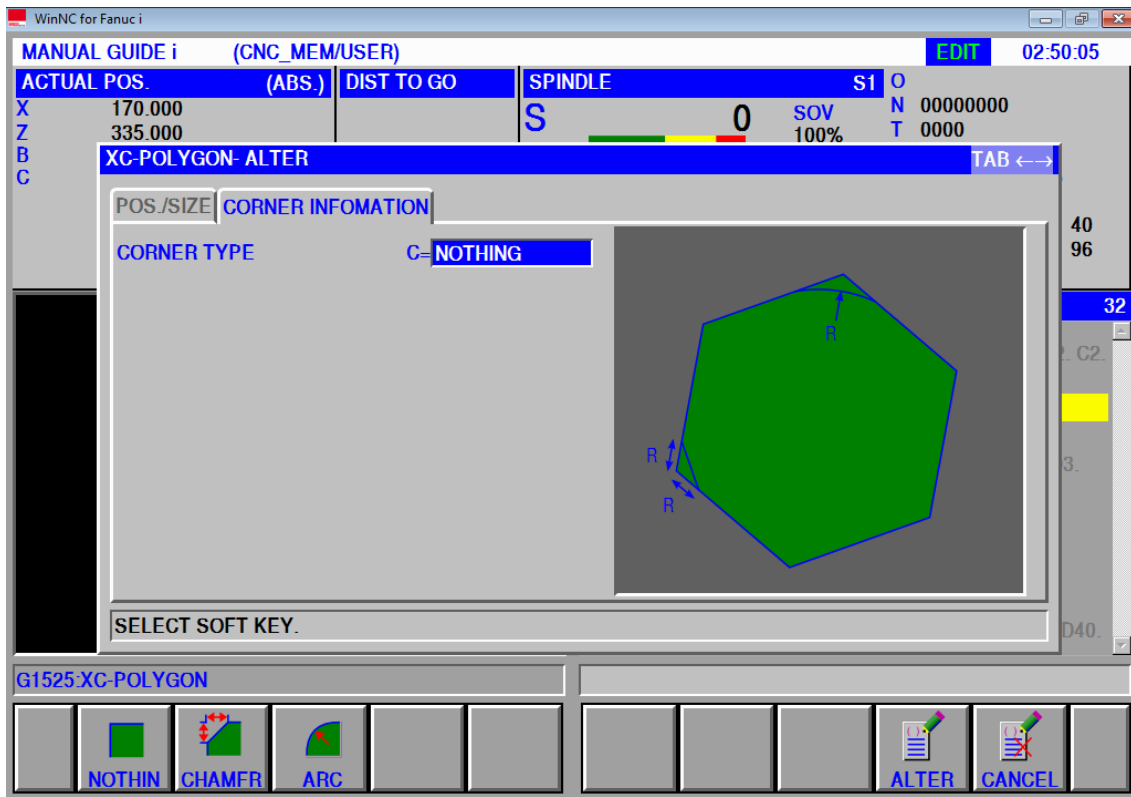 WinNC for Fanuc i
MANUAL GUIDE i (CNC_MEM/USER) EDIT 02:50:05
ACTUAL POS. (ABS.) DIST TO GO SPINDLE S1 O
X 170.000 S 0 SOV N 00000000
Z 335.000 100% T 0000
B XC-POLYGON- ALTER TAB ←→
C
POS./SIZE CORNER INFOMATION
40
CORNER TYPE C=NOTHING 96
32
R
. C2.
R
3.
R
SELECT SOFT KEY.
D40.
G1525:XC-POLYGON
NOTHIN CHAMFR ARC ALTER CANCEL